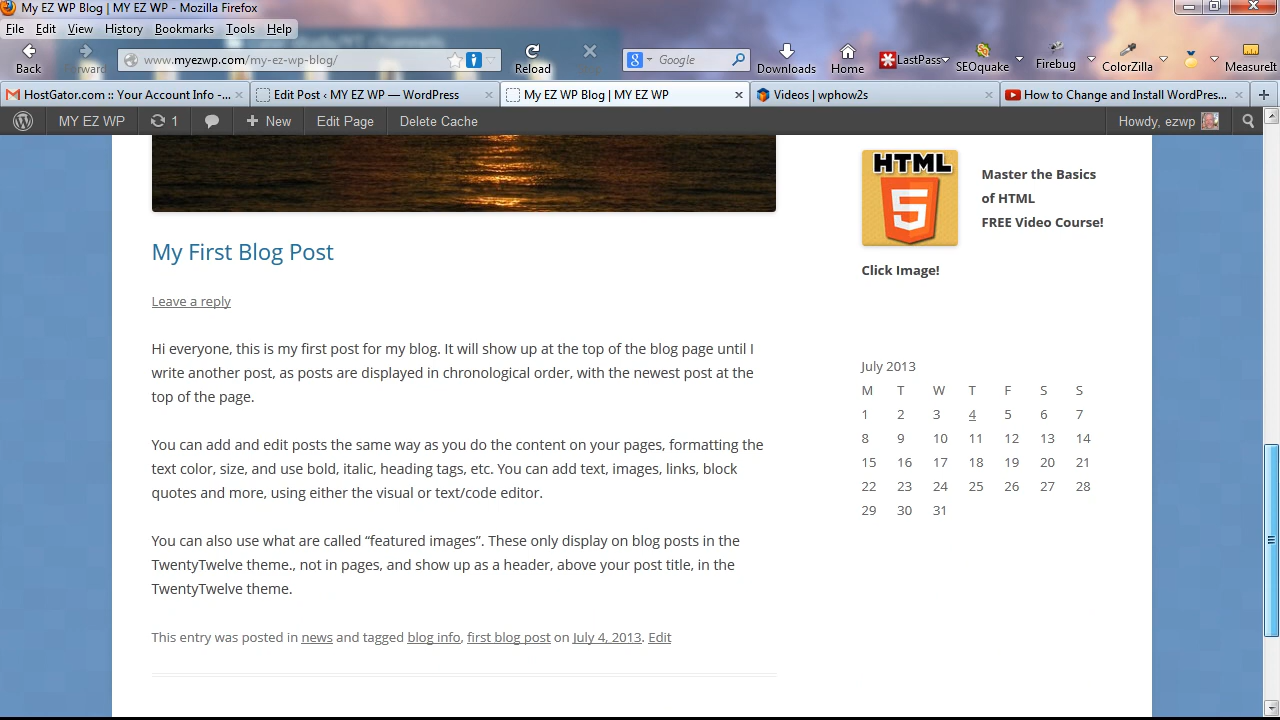 My EZ WP Blog | MY EZ WP - Mozilla Firefox
File Edit View History Bookmarks Tools Help
Back Forward www.myezwp.com/my-ez-wp-blog/ Reload Google Downloads Home LastPass SEOquake Firebug ColorZilla MeasureIt
HostGator.com :: Your Account Info -... Edit Post ‹ MY EZ WP — WordPress My EZ WP Blog | MY EZ WP Videos | wphow2s How to Change and Install WordPres...
MY EZ WP 1 New Edit Page Delete Cache Howdy, ezwp
HTML
5
Master the Basics
of HTML
FREE Video Course!
Click Image!
My First Blog Post
Leave a reply
Hi everyone, this is my first post for my blog. It will show up at the top of the blog page until I
write another post, as posts are displayed in chronological order, with the newest post at the
top of the page.
You can add and edit posts the same way as you do the content on your pages, formatting the
text color, size, and use bold, italic, heading tags, etc. You can add text, images, links, block
quotes and more, using either the visual or text/code editor.
You can also use what are called “featured images”. These only display on blog posts in the
TwentyTwelve theme., not in pages, and show up as a header, above your post title, in the
TwentyTwelve theme.
This entry was posted in news and tagged blog info, first blog post on July 4, 2013. Edit
July 2013
M T W T F S S
1 2 3 4 5 6 7
8 9 10 11 12 13 14
15 16 17 18 19 20 21
22 23 24 25 26 27 28
29 30 31